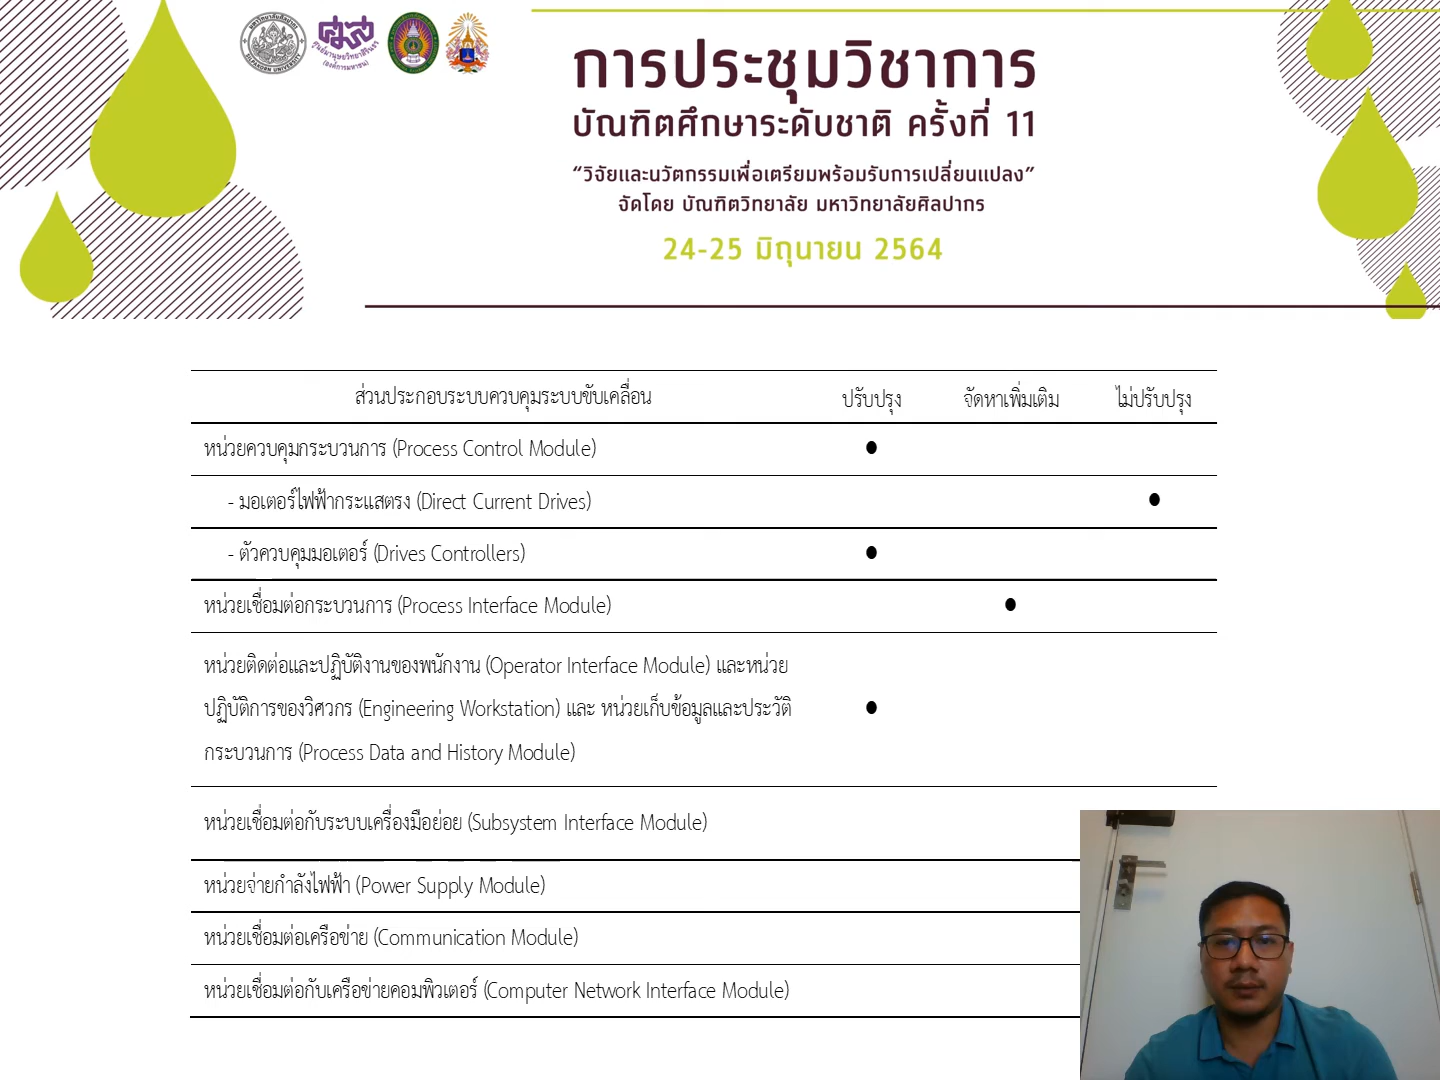 การประชุมวิชาการ
บัณฑิตศึกษาระดับชาติ ครั้งที่ 11
“วิจัยและนวัตกรรมเพื่อเตรียมพร้อมรับการเปลี่ยนแปลง”
จัดโดย บัณฑิตวิทยาลัย มหาวิทยาลัยศิลปากร
24-25 มิถุนายน 2564
ส่วนประกอบระบบควบคุมระบบขับเคลื่อน ปรับปรุง จัดหาเพิ่มเติม ไม่ปรับปรุง
หน่วยควบคุมกระบวนการ (Process Control Module) ●
- มอเตอร์ไฟฟ้ากระแสตรง (Direct Current Drives) ●
- ตัวควบคุมมอเตอร์ (Drives Controllers) ●
หน่วยเชื่อมต่อกระบวนการ (Process Interface Module) ●
หน่วยติดต่อและปฏิบัติงานของพนักงาน (Operator Interface Module) และหน่วย
ปฏิบัติการของวิศวกร (Engineering Workstation) และ หน่วยเก็บข้อมูลและประวัติ ●
กระบวนการ (Process Data and History Module)
หน่วยเชื่อมต่อกับระบบเครื่องมือย่อย (Subsystem Interface Module)
หน่วยจ่ายกำลังไฟฟ้า (Power Supply Module)
หน่วยเชื่อมต่อเครือข่าย (Communication Module)
หน่วยเชื่อมต่อกับเครือข่ายคอมพิวเตอร์ (Computer Network Interface Module)